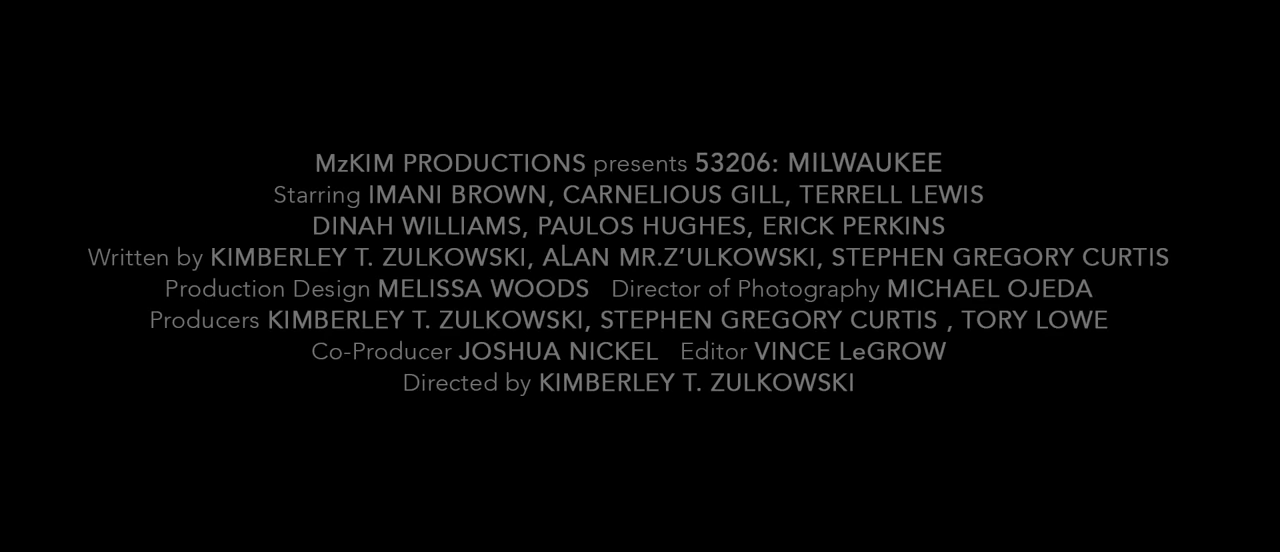 MzKIM PRODUCTIONS presents 53206: MILWAUKEE
Starring IMANI BROWN, CARNELIOUS GILL, TERRELL LEWIS
DINAH WILLIAMS, PAULOS HUGHES, ERICK PERKINS
Written by KIMBERLEY T. ZULKOWSKI, ALAN MR.Z’ULKOWSKI, STEPHEN GREGORY CURTIS
Production Design MELISSA WOODS Director of Photography MICHAEL OJEDA
Producers KIMBERLEY T. ZULKOWSKI, STEPHEN GREGORY CURTIS , TORY LOWE
Co-Producer JOSHUA NICKEL Editor VINCE LeGROW
Directed by KIMBERLEY T. ZULKOWSKI